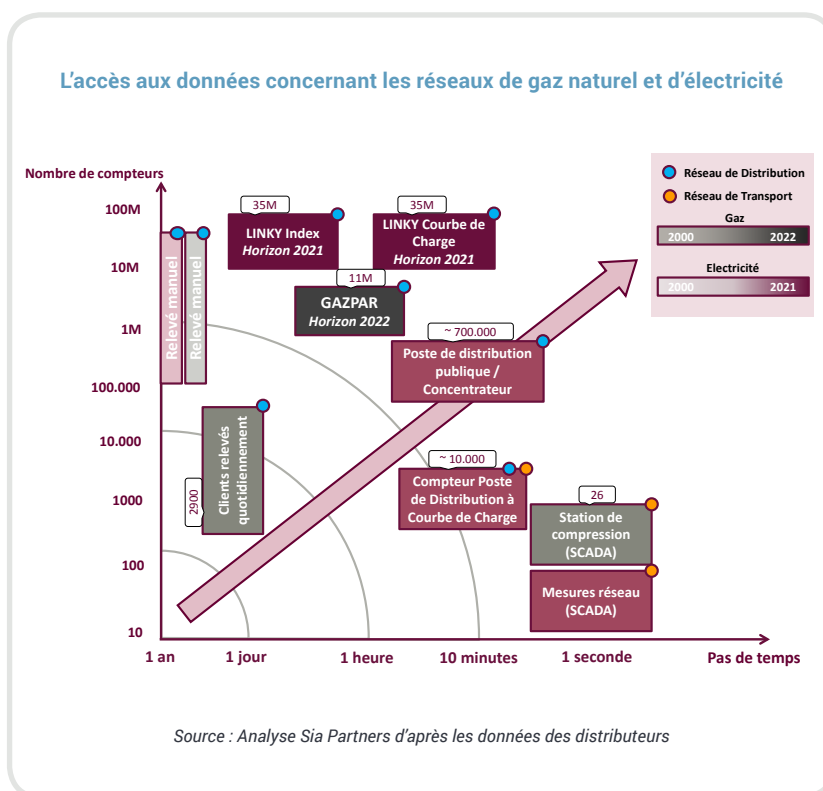 L'accès aux données concernant les réseaux de gaz naturel et d'électricité
Nombre de compteurs
100M
10M
1M
100.000
10.000
1000
100
10
1 an
1 jour
1 heure
10 minutes
1 seconde
Pas de temps
Relevé manuel
Relevé manuel
35M
LINKY Index
Horizon 2021
35M
LINKY Courbe de
Charge
Horizon 2021
11M
GAZPAR
Horizon 2022
~ 700.000
Poste de distribution
publique /
Concentrateur
2900
Clients relevés
quotidiennement
~ 10.000
Compteur Poste
de Distribution à
Courbe de Charge
26
Station de
compression
(SCADA)
Mesures réseau
(SCADA)
Réseau de Distribution
Réseau de Transport
Gaz
2000 2022
Electricité
2000 2021
Source : Analyse Sia Partners d'après les données des distributeurs